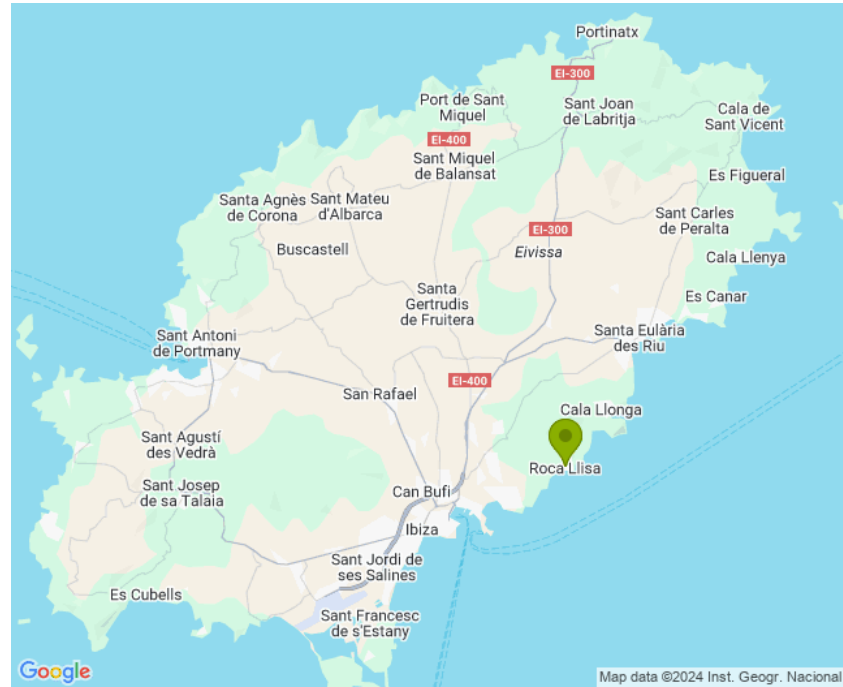 Portinatx
EI-300
Port de Sant
Miquel
Sant Joan
de Labritja
Cala de
Sant Vicent
EI-400
Sant Miquel
de Balansat
Es Figueral
Santa Agnès
de Corona
Sant Mateu
d'Albarca
Sant Carles
de Peralta
EI-300
Buscastell
Eivissa
Cala Llenya
Santa
Gertrudis
de Fruitera
Es Canar
Sant Antoni
de Portmany
Santa Eulària
des Riu
EI-400
San Rafael
Cala Llonga
Sant Agustí
des Vedrà
Roca Llisa
Sant Josep
de sa Talaia
Can Bufí
Ibiza
Sant Jordi de
ses Salines
Es Cubells
Sant Francesc
de s'Estany
Google
Map data ©2024 Inst. Geogr. Nacional